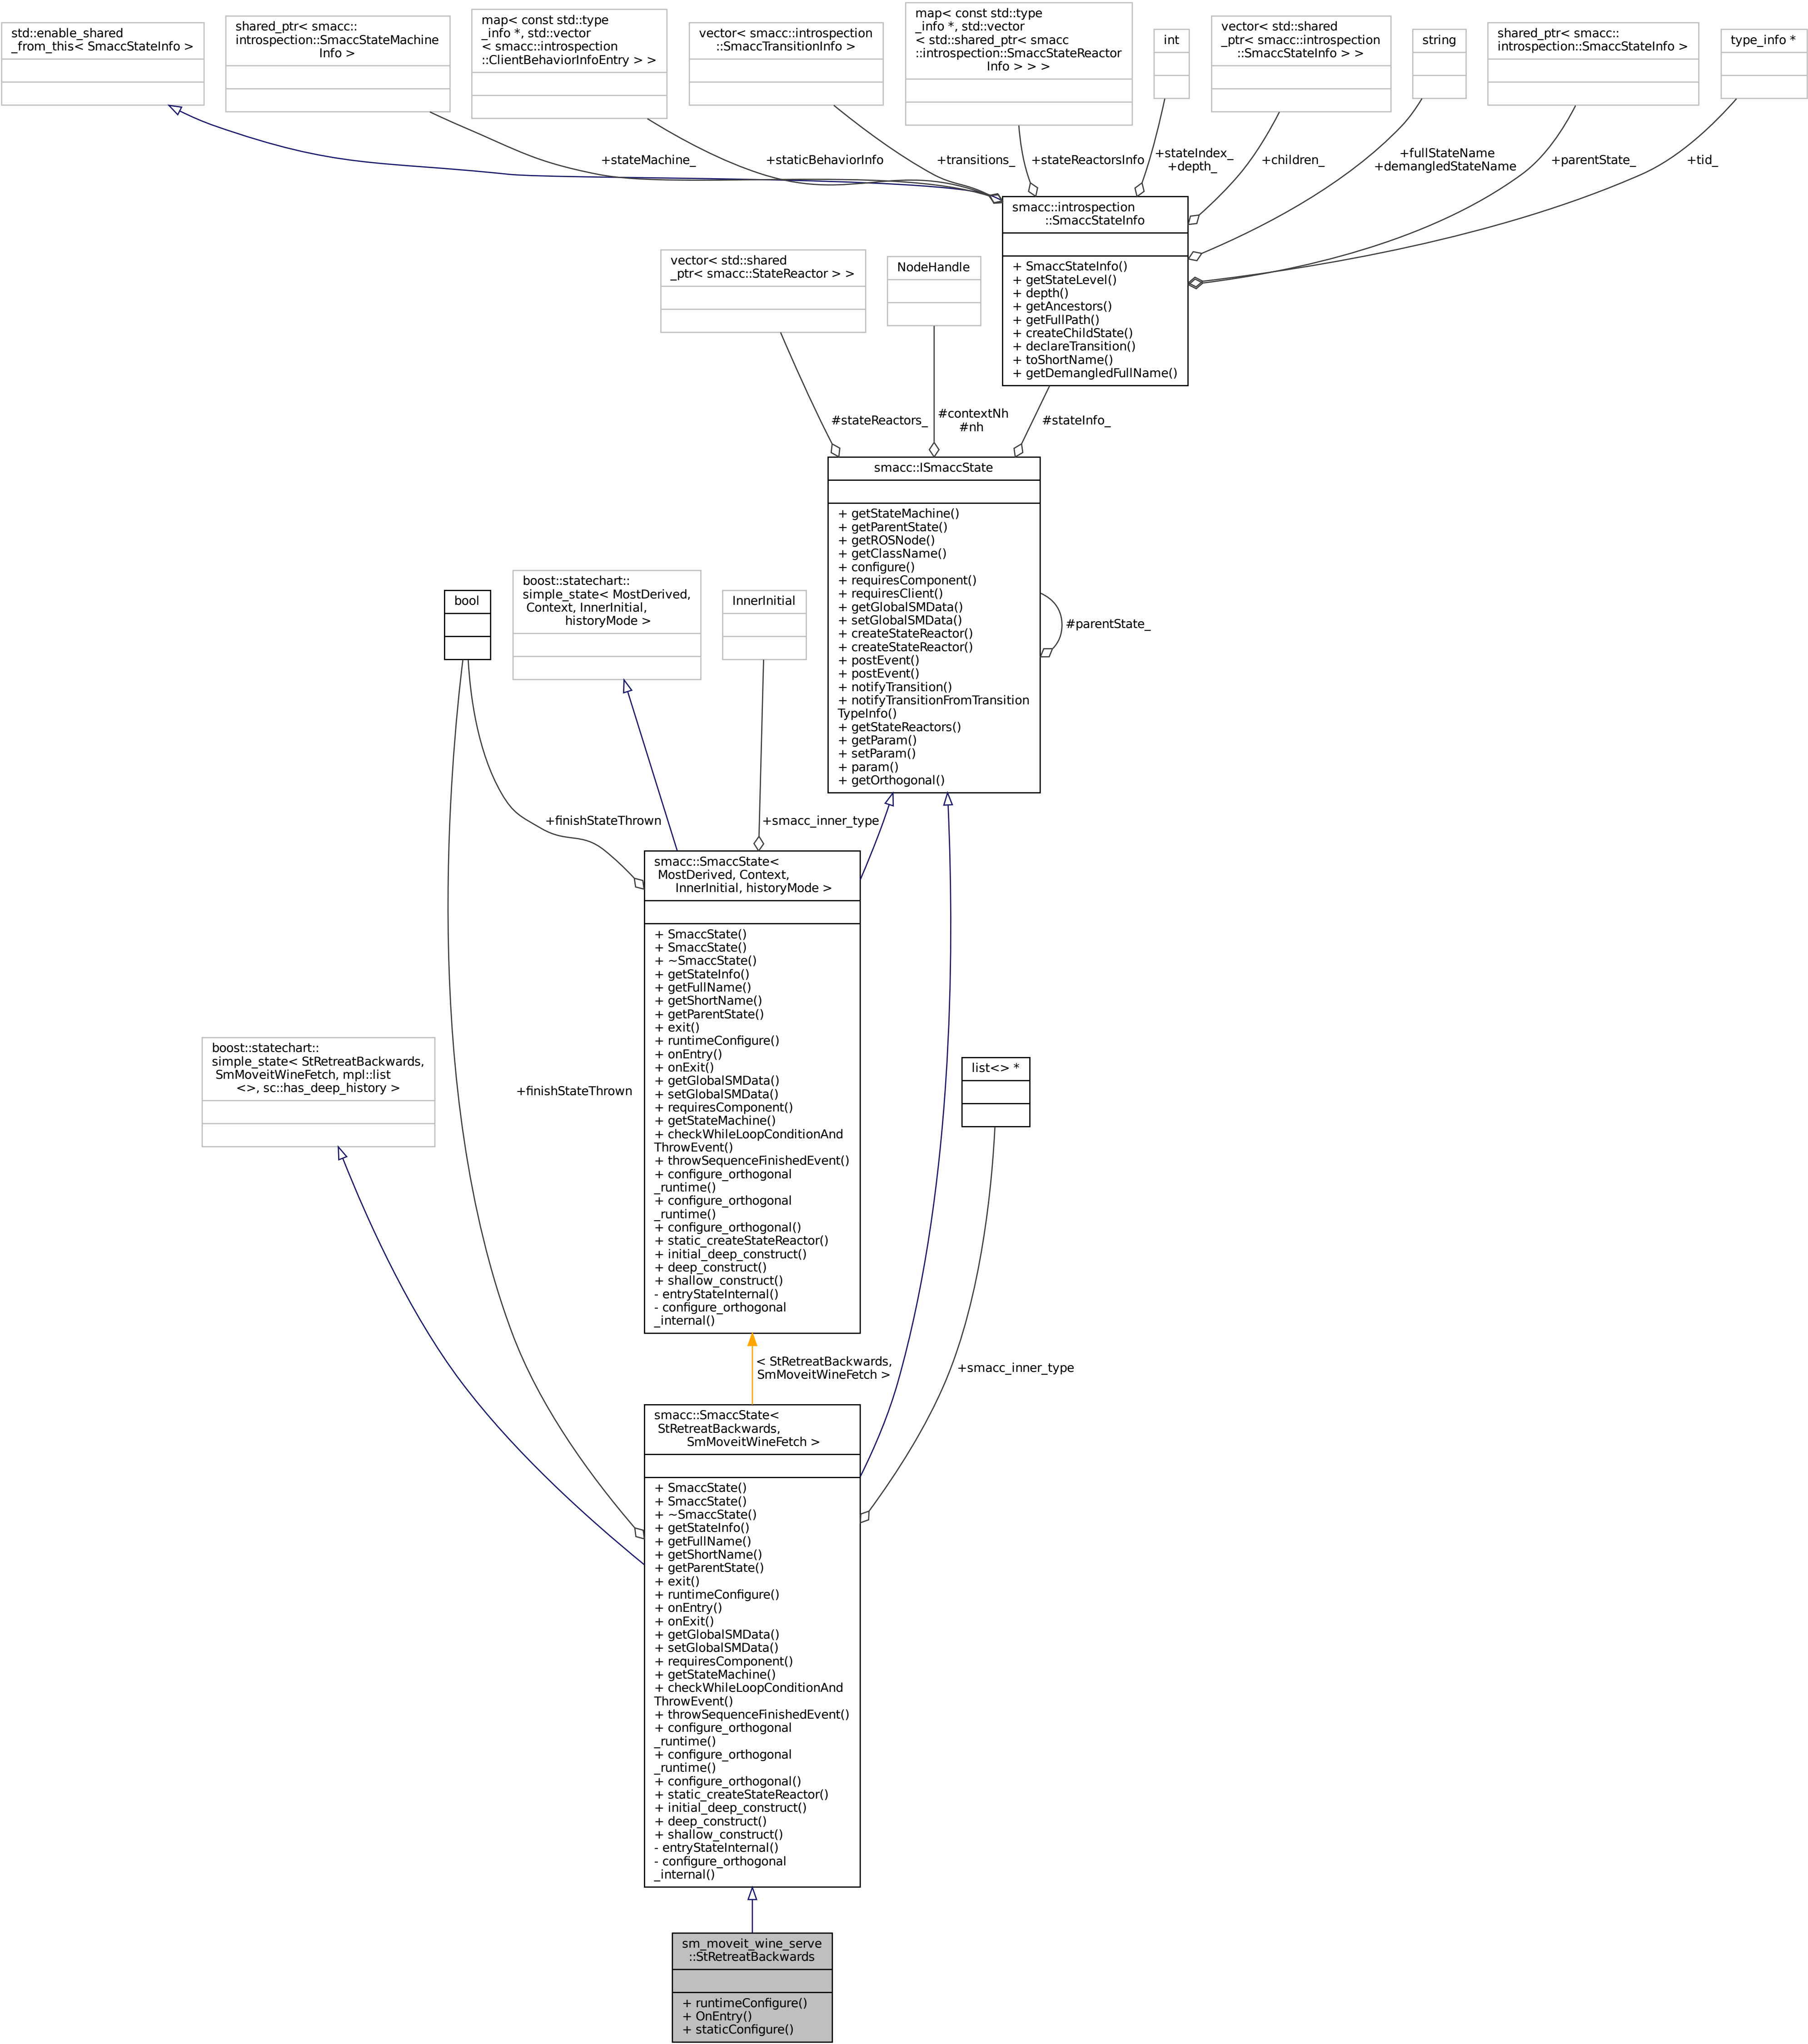 std::enable_shared
_from_this< SmaccStateInfo >
shared_ptr< smacc::
introspection::SmaccStateMachine
Info >
map< const std::type
_info *, std::vector
< smacc::introspection
::ClientBehaviorInfoEntry > >
vector< smacc::introspection
::SmaccTransitionInfo >
map< const std::type
_info *, std::vector
< std::shared_ptr< smacc
::introspection::SmaccStateReactor
Info > > >
int
vector< std::shared
_ptr< smacc::introspection
::SmaccStateInfo > >
string
shared_ptr< smacc::
introspection::SmaccStateInfo >
type_info *
+stateMachine_
+staticBehaviorInfo
+transitions_
+stateReactorsInfo
+stateIndex_
+depth_
+children_
+fullStateName
+demangledStateName
+parentState_
+tid_
smacc::introspection
::SmaccStateInfo
+ SmaccStateInfo()
+ getStateLevel()
+ depth()
+ getAncestors()
+ getFullPath()
+ createChildState()
+ declareTransition()
+ toShortName()
+ getDemangledFullName()
vector< std::shared
_ptr< smacc::StateReactor > >
NodeHandle
#stateReactors_
#contextNh
#nh
#stateInfo_
smacc::ISmaccState
+ getStateMachine()
+ getParentState()
+ getROSNode()
+ getClassName()
+ configure()
+ requiresComponent()
+ requiresClient()
+ getGlobalSMData()
+ setGlobalSMData()
+ createStateReactor()
+ createStateReactor()
+ postEvent()
+ postEvent()
+ notifyTransition()
+ notifyTransitionFromTransition
TypeInfo()
+ getStateReactors()
+ getParam()
+ setParam()
+ param()
+ getOrthogonal()
#parentState_
bool
boost::statechart::
simple_state< MostDerived,
Context, InnerInitial,
historyMode >
InnerInitial
+finishStateThrown
+smacc_inner_type
smacc::SmaccState<
MostDerived, Context,
InnerInitial, historyMode >
+ SmaccState()
+ SmaccState()
+ ~SmaccState()
+ getStateInfo()
+ getFullName()
+ getShortName()
+ getParentState()
+ exit()
+ runtimeConfigure()
+ onEntry()
+ onExit()
+ getGlobalSMData()
+ setGlobalSMData()
+ requiresComponent()
+ getStateMachine()
+ checkWhileLoopConditionAnd
ThrowEvent()
+ throwSequenceFinishedEvent()
+ configure_orthogonal
_runtime()
+ configure_orthogonal
_runtime()
+ configure_orthogonal()
+ static_createStateReactor()
+ initial_deep_construct()
+ deep_construct()
+ shallow_construct()
- entryStateInternal()
- configure_orthogonal
_internal()
boost::statechart::
simple_state< StRetreatBackwards,
SmMoveitWineFetch, mpl::list
<>, sc::has_deep_history >
+finishStateThrown
list<> *
< StRetreatBackwards,
SmMoveitWineFetch >
+smacc_inner_type
smacc::SmaccState<
StRetreatBackwards,
SmMoveitWineFetch >
+ SmaccState()
+ SmaccState()
+ ~SmaccState()
+ getStateInfo()
+ getFullName()
+ getShortName()
+ getParentState()
+ exit()
+ runtimeConfigure()
+ onEntry()
+ onExit()
+ getGlobalSMData()
+ setGlobalSMData()
+ requiresComponent()
+ getStateMachine()
+ checkWhileLoopConditionAnd
ThrowEvent()
+ throwSequenceFinishedEvent()
+ configure_orthogonal
_runtime()
+ configure_orthogonal
_runtime()
+ configure_orthogonal()
+ static_createStateReactor()
+ initial_deep_construct()
+ deep_construct()
+ shallow_construct()
- entryStateInternal()
- configure_orthogonal
_internal()
sm_moveit_wine_serve
::StRetreatBackwards
+ runtimeConfigure()
+ OnEntry()
+ staticConfigure()